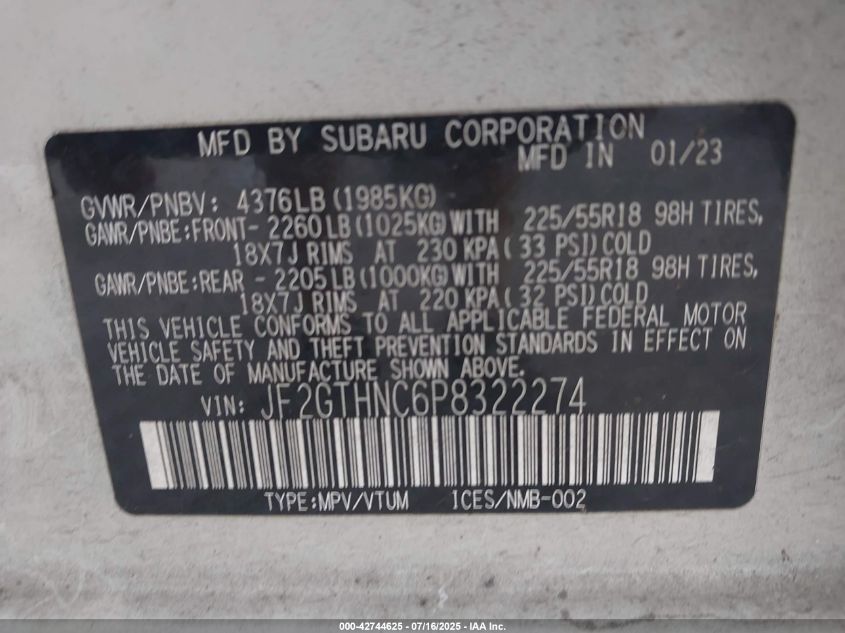 MFD BY SUBARU CORPORATION
MFD IN 01/23
GVWR/PNBV: 4376LB(1985KG)
GAWR/PNBE:FRONT- 2260LB(1025KG)WITH 225/55R18 98H TIRES,
18X7J RIMS AT 230 KPA(33 PSI)COLD
GAWR/PNBE:REAR - 2205LB(1000KG)WITH 225/55R18 98H TIRES,
18X7J RIMS AT 220 KPA(32 PSI)COLD
THIS VEHICLE CONFORMS TO ALL APPLICABLE FEDERAL MOTOR
VEHICLE SAFETY AND THEFT PREVENTION STANDARDS IN EFFECT ON
THE DATE OF MANUFACTURE SHOWN ABOVE.
VIN: JF2GTHNC6P8322274
TYPE:MPV/VTUM ICES/NMB-002
000-42744625 - 07/16/2025 - IAA Inc.